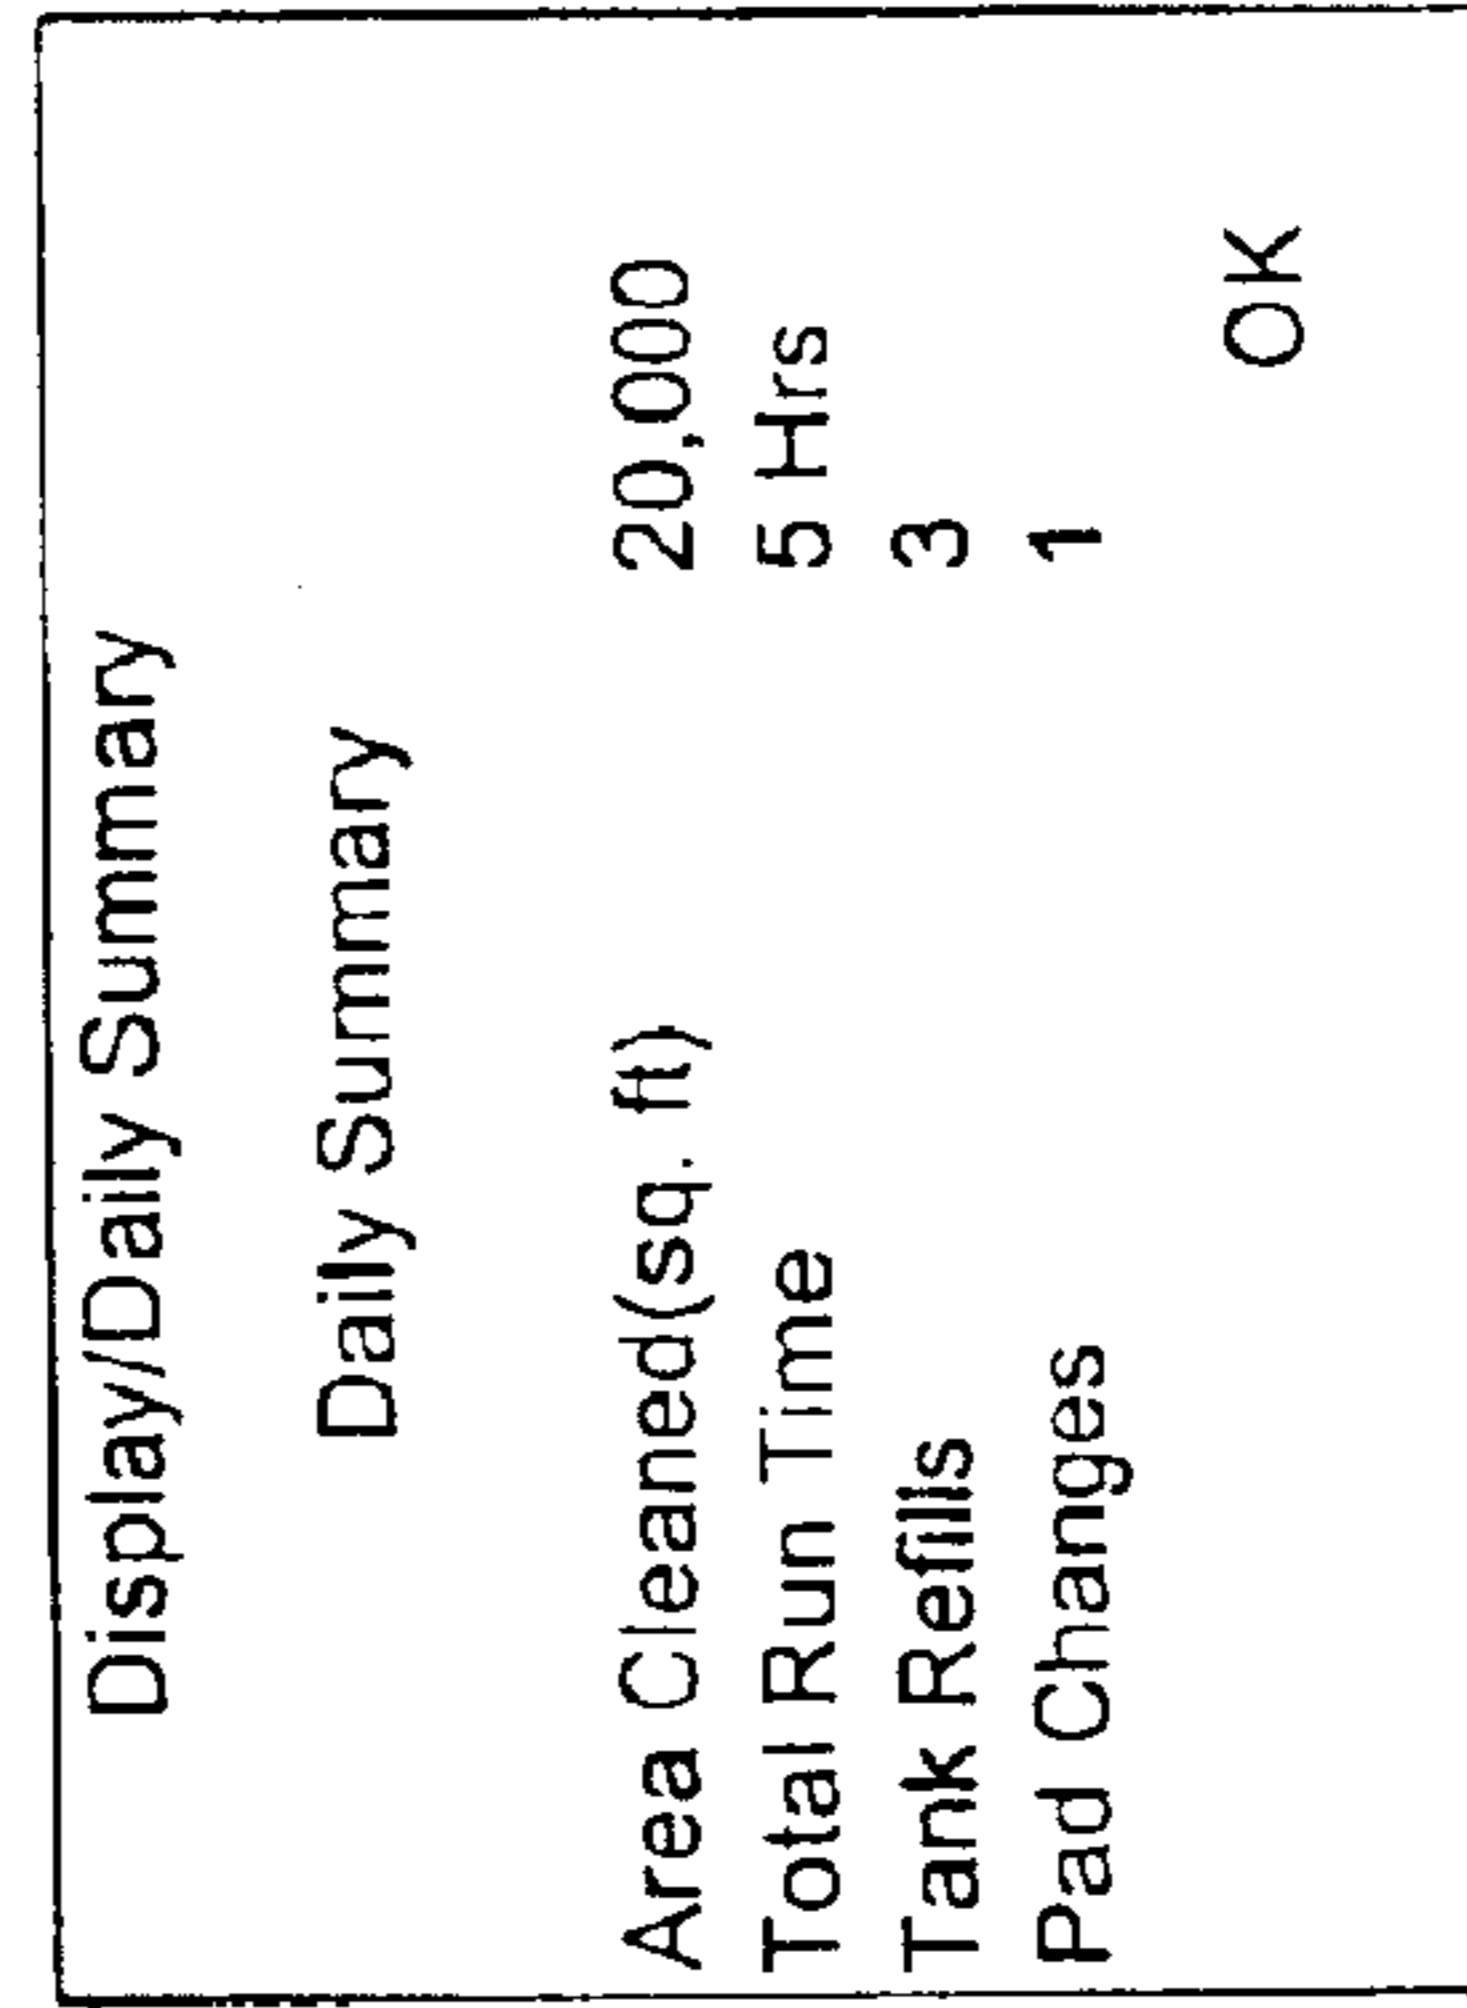 Display/Daily Summary
Daily Summary
Area Cleaned(sq. ft) 20,000
Total Run Time 5 Hrs
Tank Refills 3
Pad Changes 1
OK